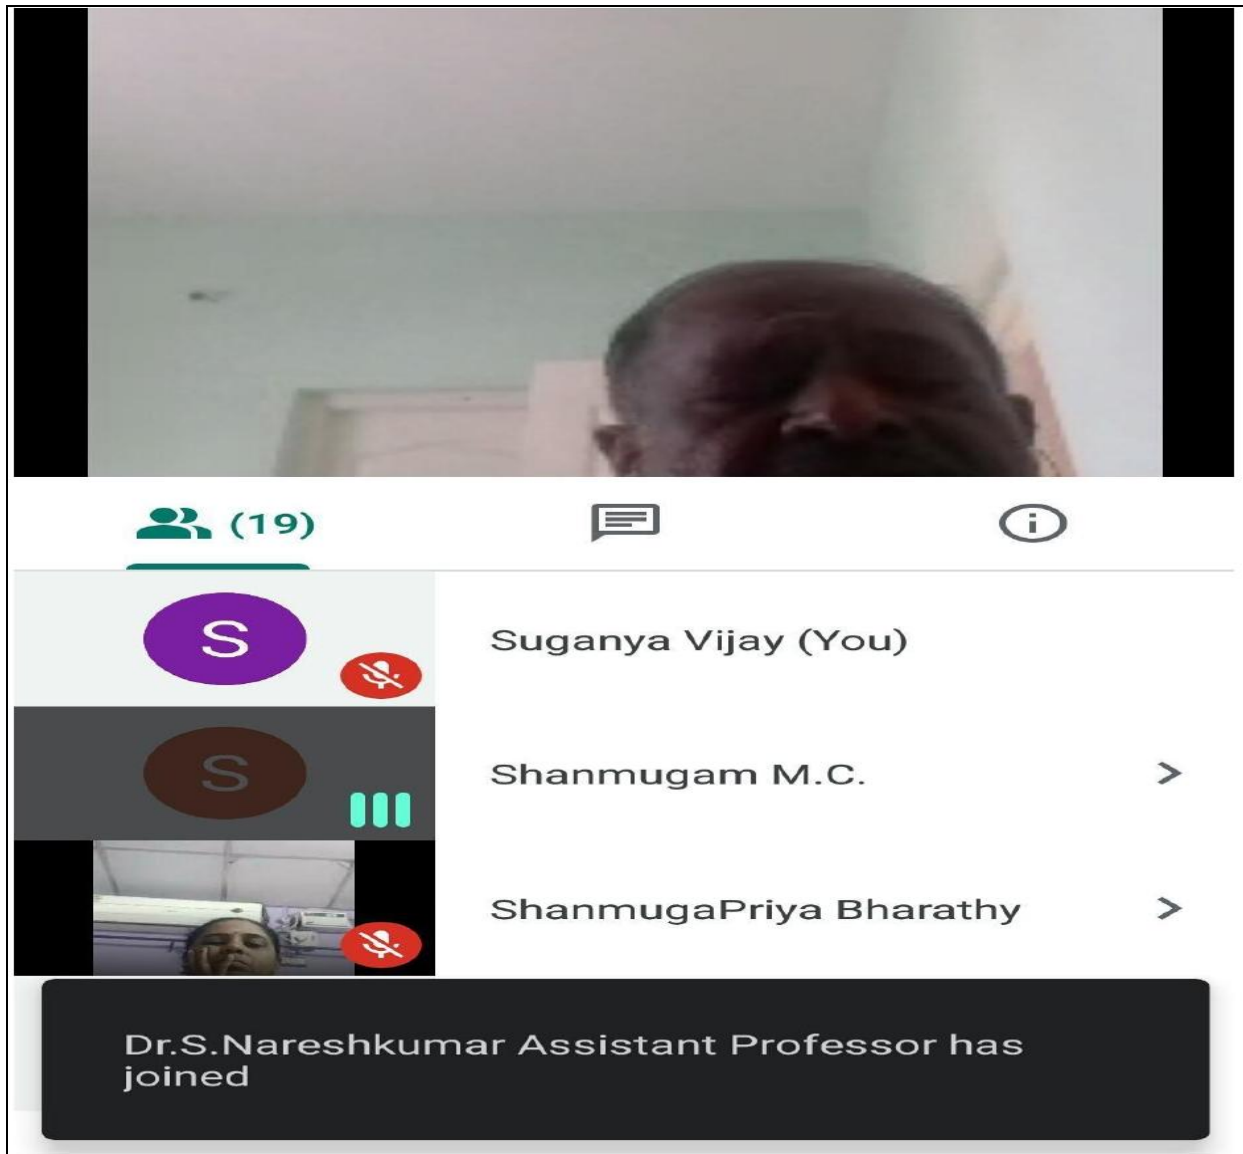 (19)
S
Suganya Vijay (You)
S
Shanmugam M.C.
ShanmugaPriya Bharathy
Dr.S.Nareshkumar Assistant Professor has
joined